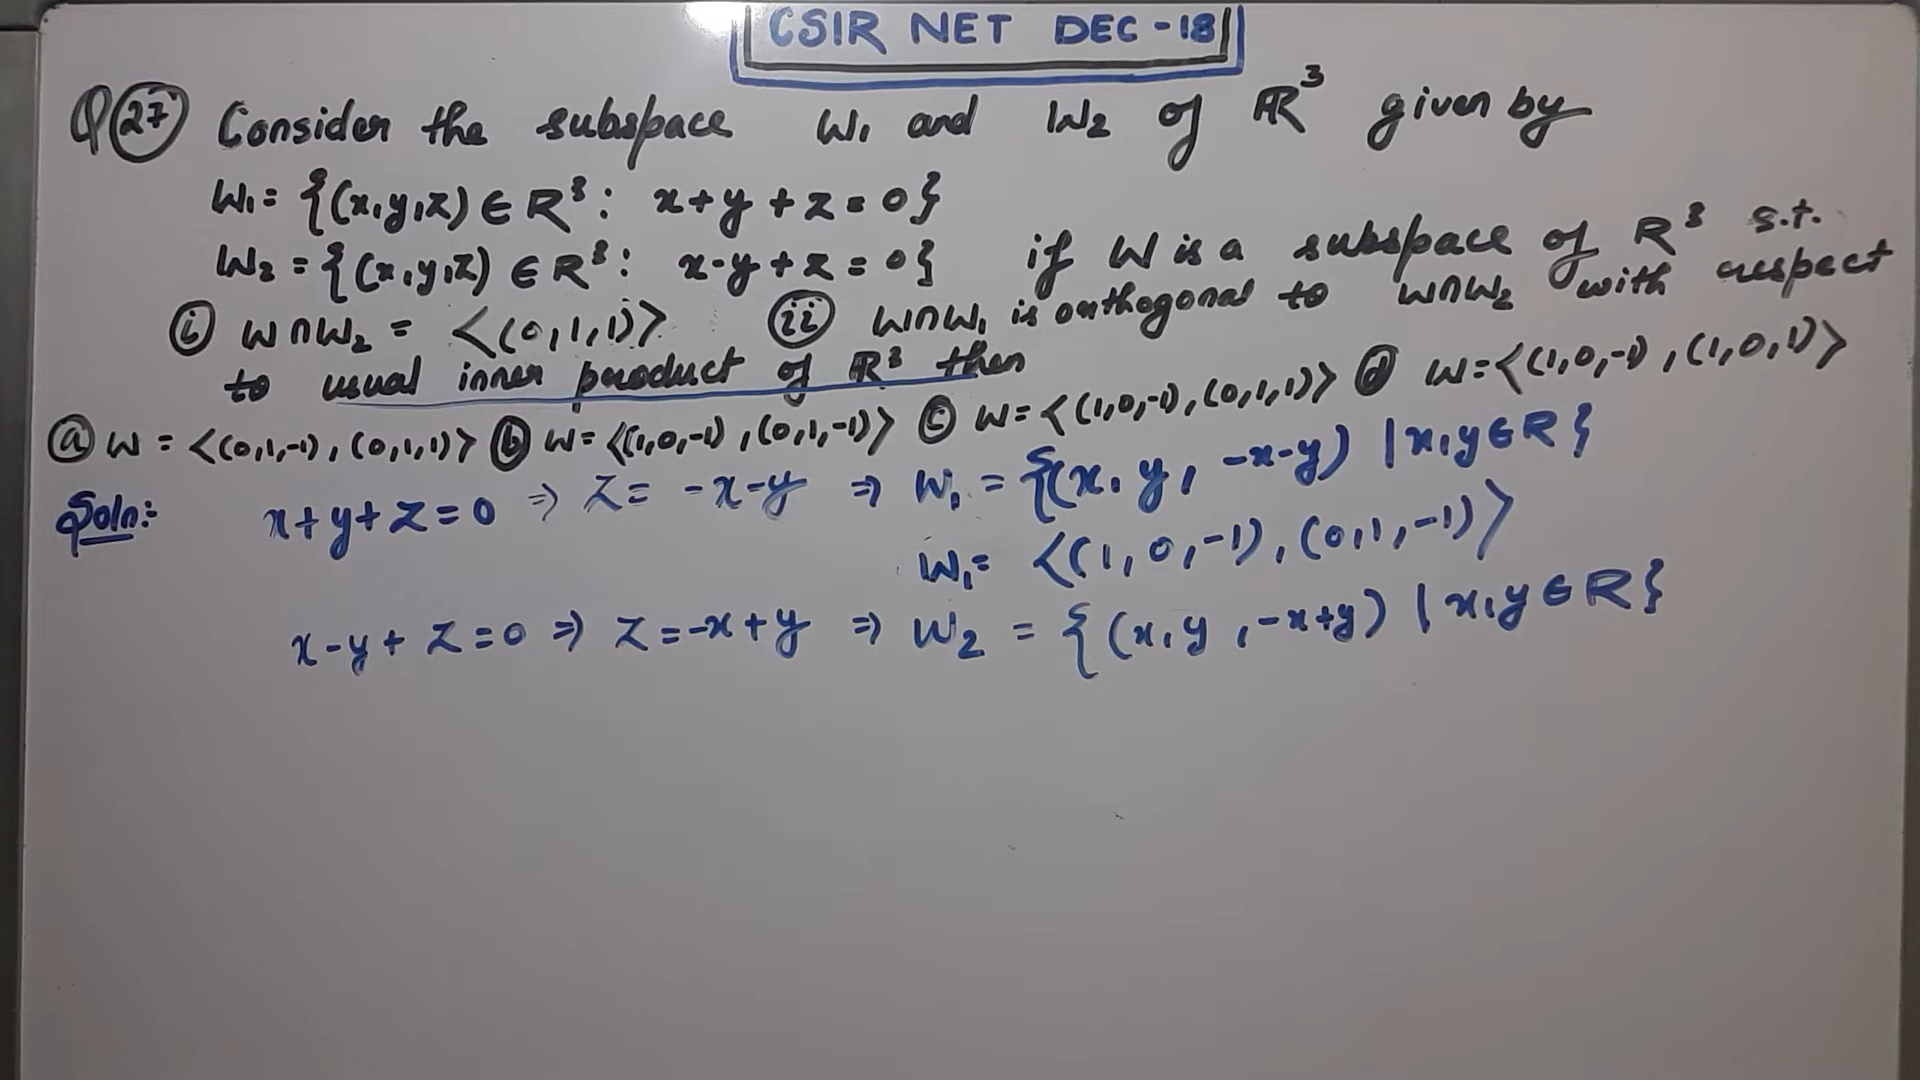 CSIR NET DEC-18
Q 27 Consider the subspace W₁ and W₂ of ℝ³ given by
W₁ = {(x,y,z) ∈ R³ : x+y+z=0}
W₂ = {(x,y,z) ∈ R³ : x-y+z=0} if W is a subspace of R³ s.t.
(i) W∩W₂ = <(0,1,1)> (ii) W∩W₁ is orthogonal to W∩W₂ with respect
to usual inner product of ℝ³ then
(a) W = <(0,1,-1), (0,1,1)> (b) W = <(1,0,-1), (0,1,-1)> (c) W = <(1,0,-1), (0,1,1)> (d) W = <(1,0,-1), (1,0,1)>
Soln:- x+y+z=0 ⇒ z= -x-y ⇒ W₁ = {(x, y, -x-y) | x,y ∈ R}
W₁ = <(1,0,-1), (0,1,-1)>
x-y+z=0 ⇒ z=-x+y ⇒ W₂ = {(x,y,-x+y) | x,y ∈ R}